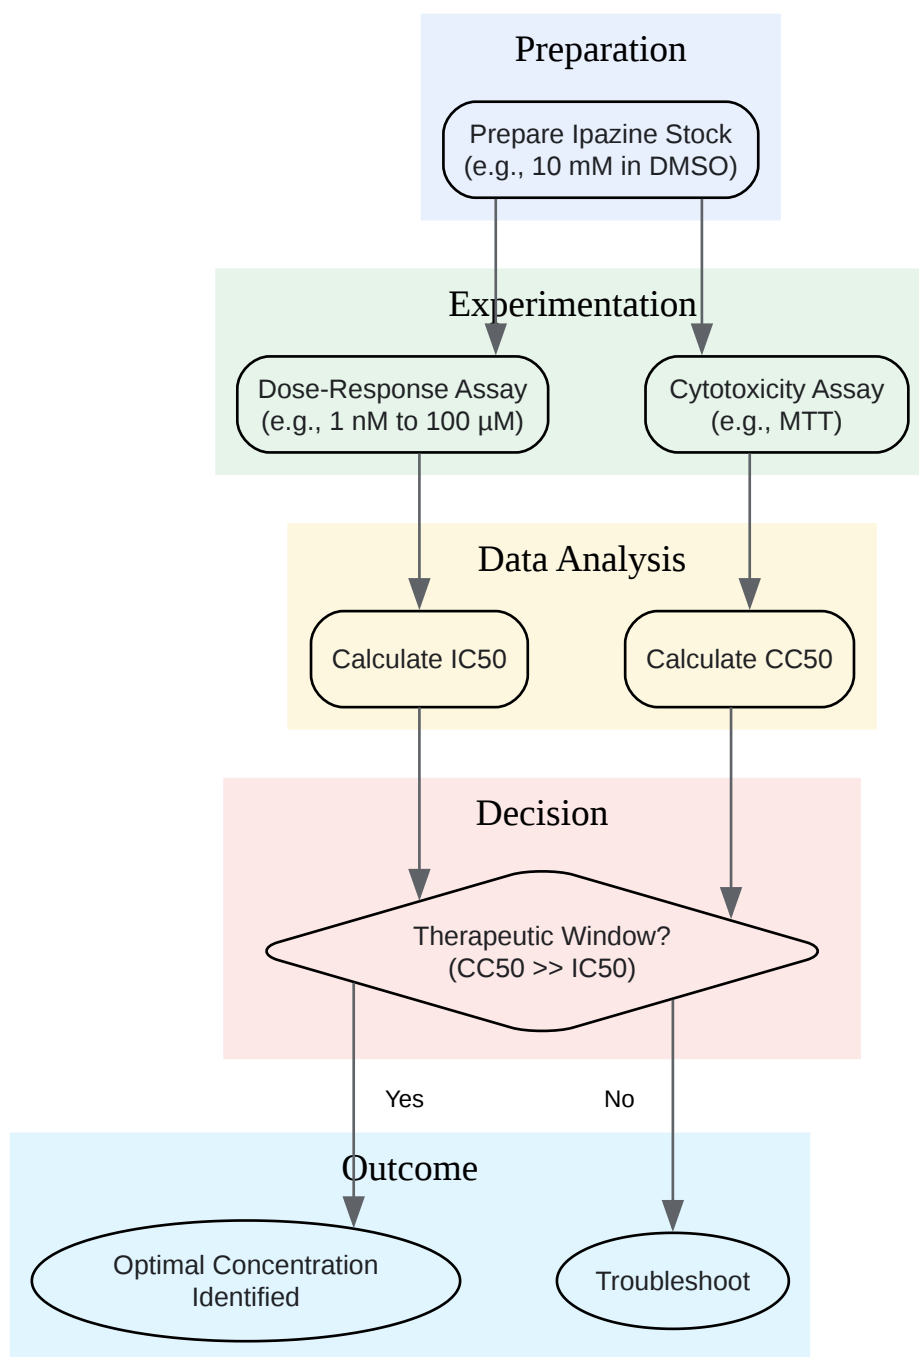 Preparation
Prepare Ipazine Stock
(e.g., 10 mM in DMSO)
Experimentation
Dose-Response Assay
(e.g., 1 nM to 100 µM)
Cytotoxicity Assay
(e.g., MTT)
Data Analysis
Calculate IC50
Calculate CC50
Decision
Therapeutic Window?
(CC50 >> IC50)
Yes
No
Outcome
Optimal Concentration
Identified
Troubleshoot